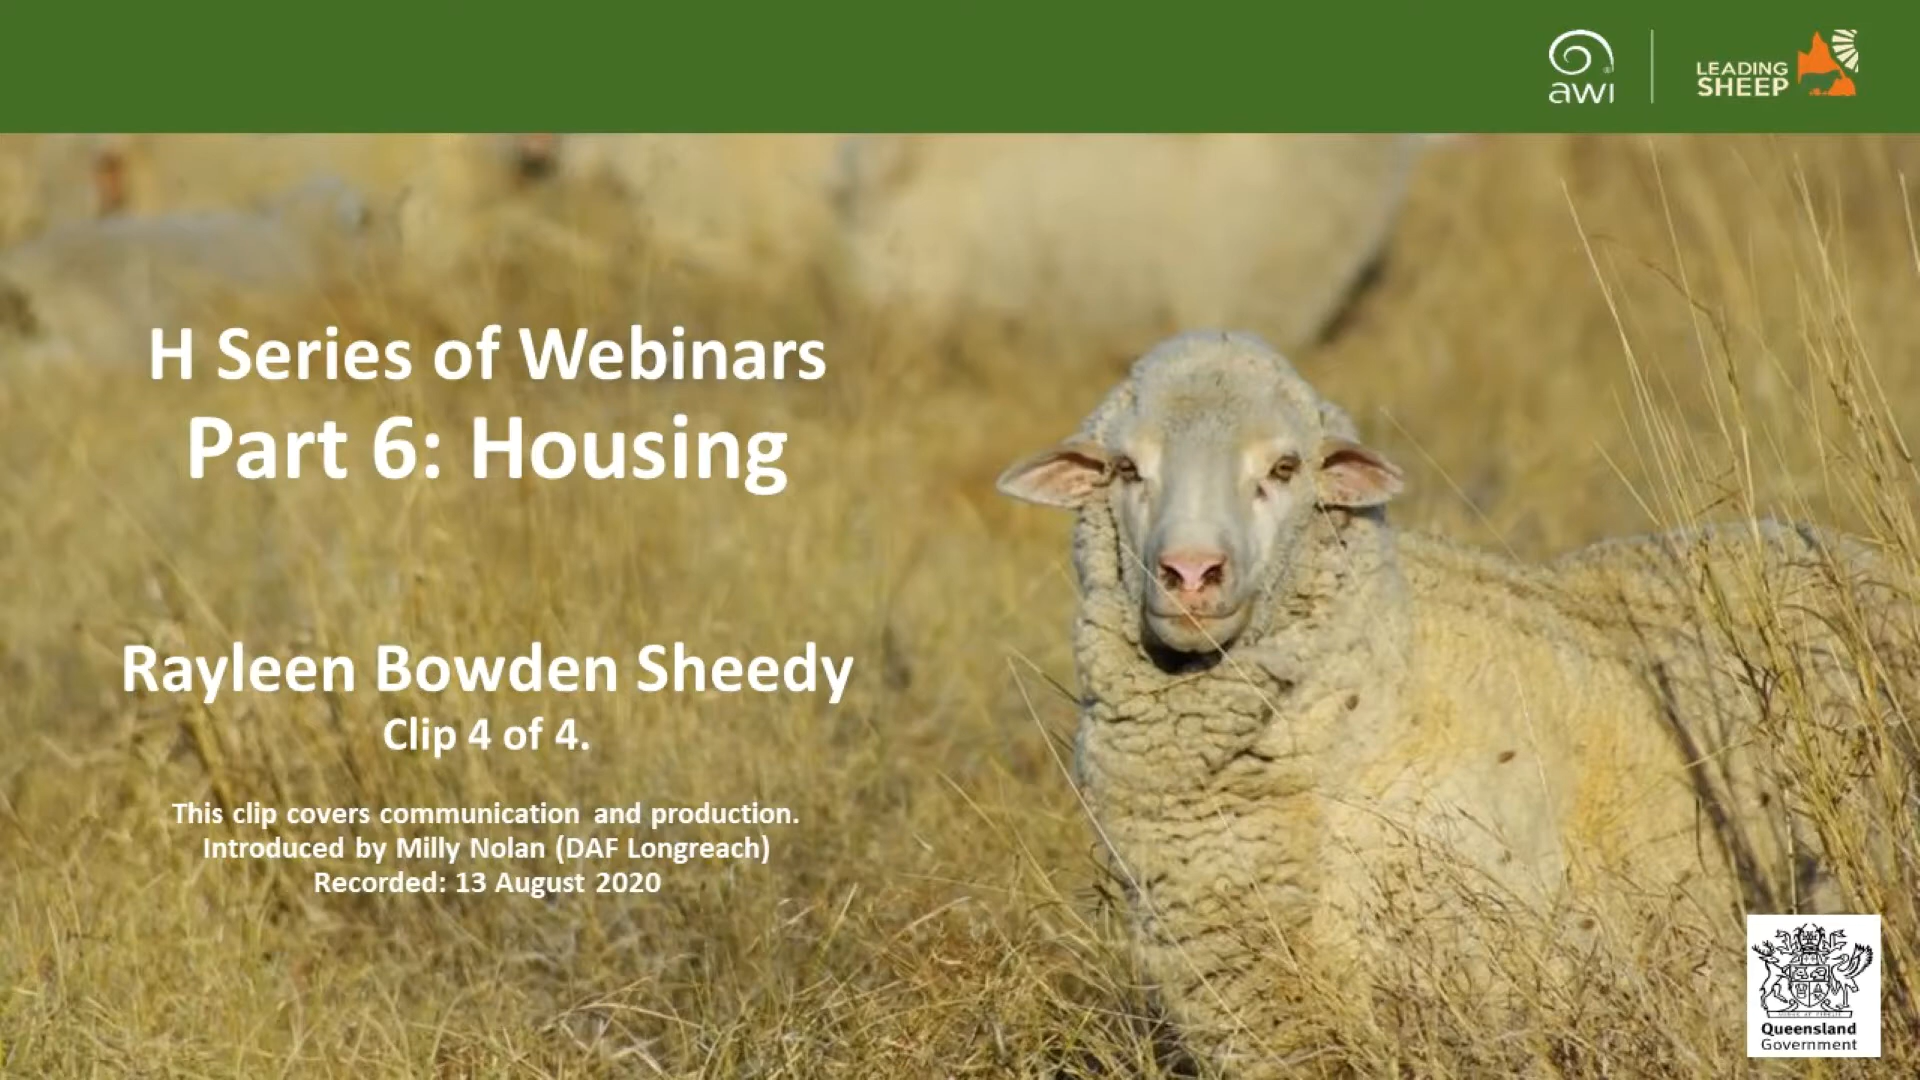 awi
LEADING
SHEEP
H Series of Webinars
Part 6: Housing
Rayleen Bowden Sheedy
Clip 4 of 4.
This clip covers communication and production.
Introduced by Milly Nolan (DAF Longreach)
Recorded: 13 August 2020
Queensland
Government